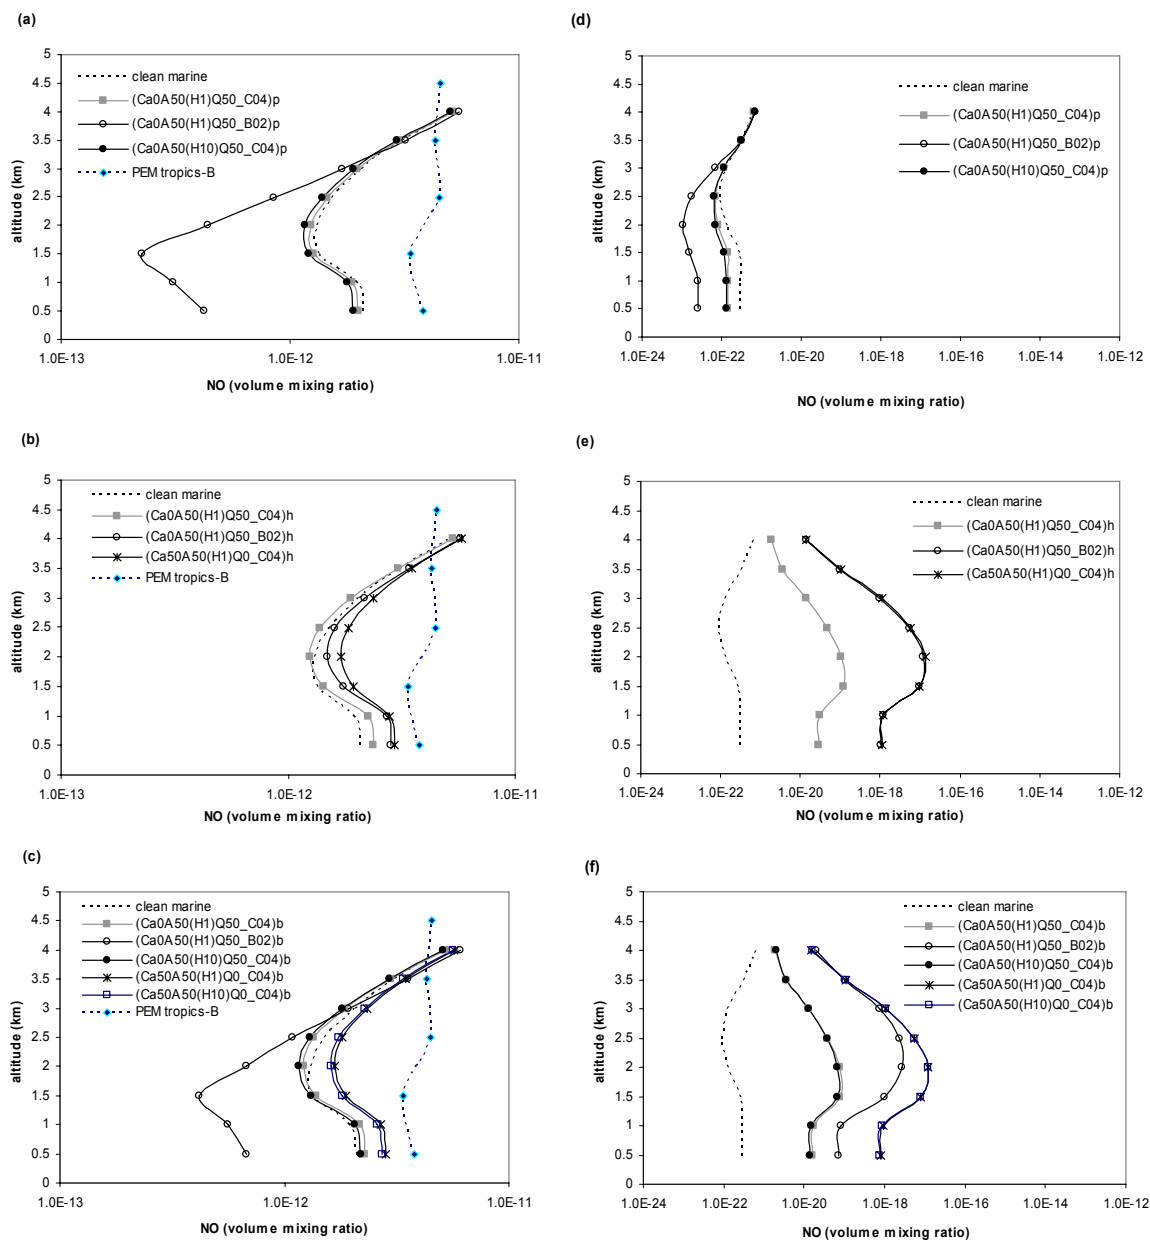 (a)
5
4.5
4
3.5
3
2.5
2
1.5
1
0.5
0
altitude (km)
clean marine
(Ca0A50(H1)Q50_C04)p
(Ca0A50(H1)Q50_B02)p
(Ca0A50(H10)Q50_C04)p
PEM tropics-B
1.0E-13 1.0E-12 1.0E-11
NO (volume mixing ratio)
(d)
5
4.5
4
3.5
3
2.5
2
1.5
1
0.5
0
altitude (km)
clean marine
(Ca0A50(H1)Q50_C04)p
(Ca0A50(H1)Q50_B02)p
(Ca0A50(H10)Q50_C04)p
1.0E-24 1.0E-22 1.0E-20 1.0E-18 1.0E-16 1.0E-14 1.0E-12
NO (volume mixing ratio)
(b)
5
4.5
4
3.5
3
2.5
2
1.5
1
0.5
0
altitude (km)
clean marine
(Ca0A50(H1)Q50_C04)h
(Ca0A50(H1)Q50_B02)h
(Ca50A50(H1)Q0_C04)h
PEM tropics-B
1.0E-13 1.0E-12 1.0E-11
NO (volume mixing ratio)
(e)
5
4.5
4
3.5
3
2.5
2
1.5
1
0.5
0
altitude (km)
clean marine
(Ca0A50(H1)Q50_C04)h
(Ca0A50(H1)Q50_B02)h
(Ca50A50(H1)Q0_C04)h
1.0E-24 1.0E-22 1.0E-20 1.0E-18 1.0E-16 1.0E-14 1.0E-12
NO (volume mixing ratio)
(c)
5
4.5
4
3.5
3
2.5
2
1.5
1
0.5
0
altitude (km)
clean marine
(Ca0A50(H1)Q50_C04)b
(Ca0A50(H1)Q50_B02)b
(Ca0A50(H10)Q50_C04)b
(Ca50A50(H1)Q0_C04)b
(Ca50A50(H10)Q0_C04)b
PEM tropics-B
1.0E-13 1.0E-12 1.0E-11
NO (volume mixing ratio)
(f)
5
4.5
4
3.5
3
2.5
2
1.5
1
0.5
0
altitude (km)
clean marine
(Ca0A50(H1)Q50_C04)b
(Ca0A50(H1)Q50_B02)b
(Ca0A50(H10)Q50_C04)b
(Ca50A50(H1)Q0_C04)b
(Ca50A50(H10)Q0_C04)b
1.0E-24 1.0E-22 1.0E-20 1.0E-18 1.0E-16 1.0E-14 1.0E-12
NO (volume mixing ratio)